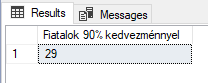 Results Messages
Fiatalok 90% kedvezménnyel
1 29